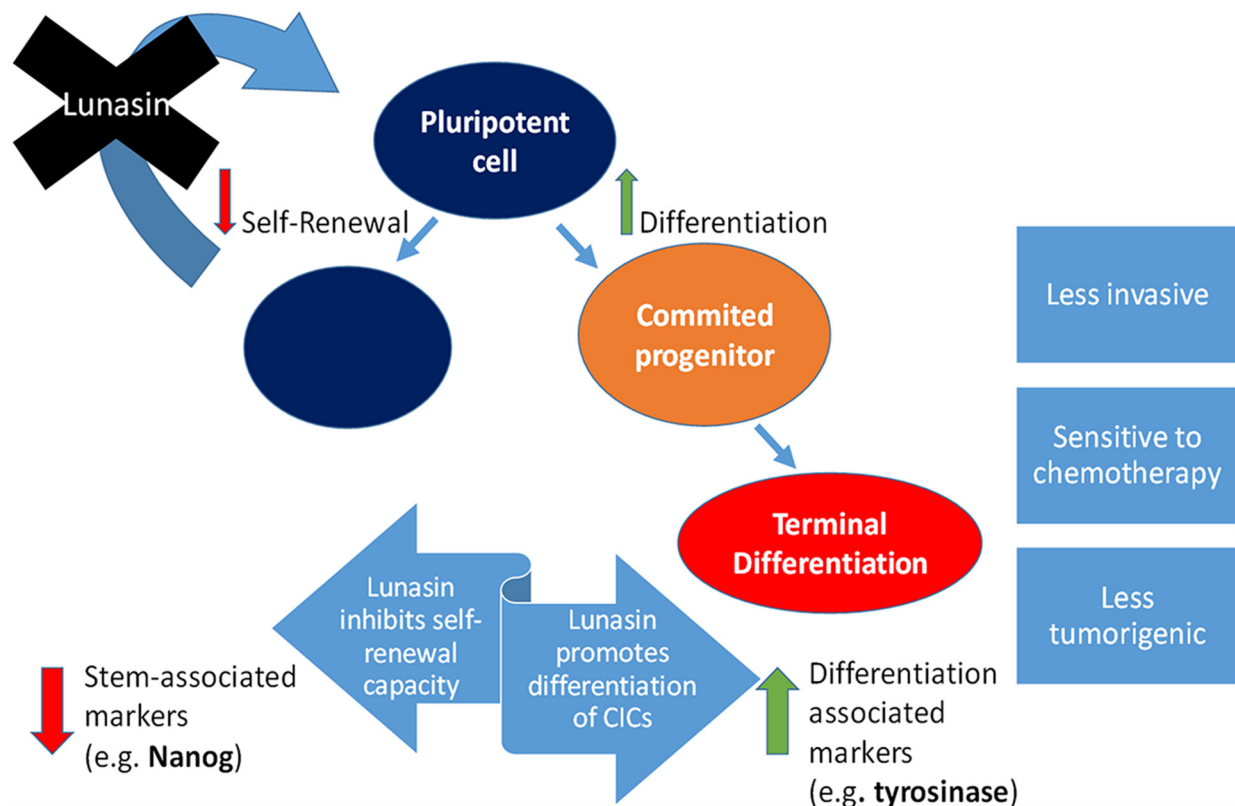 Lunasin
Pluripotent
cell
Self-Renewal
Differentiation
Commited
progenitor
Terminal
Differentiation
Less invasive
Sensitive to
chemotherapy
Less
tumorigenic
Lunasin
inhibits self-
renewal
capacity
Lunasin
promotes
differentiation
of CICs
Stem-associated
markers
(e.g. Nanog)
Differentiation
associated
markers
(e.g. tyrosinase)